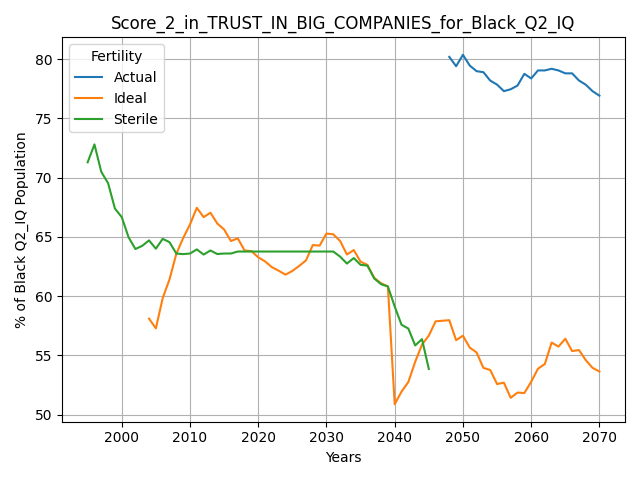 Score_2_in_TRUST_IN_BIG_COMPANIES_for_Black_Q2_IQ
Fertility
Actual
Ideal
Sterile
% of Black Q2_IQ Population
80
75
70
65
60
55
50
2000
2010
2020
2030
2040
2050
2060
2070
Years